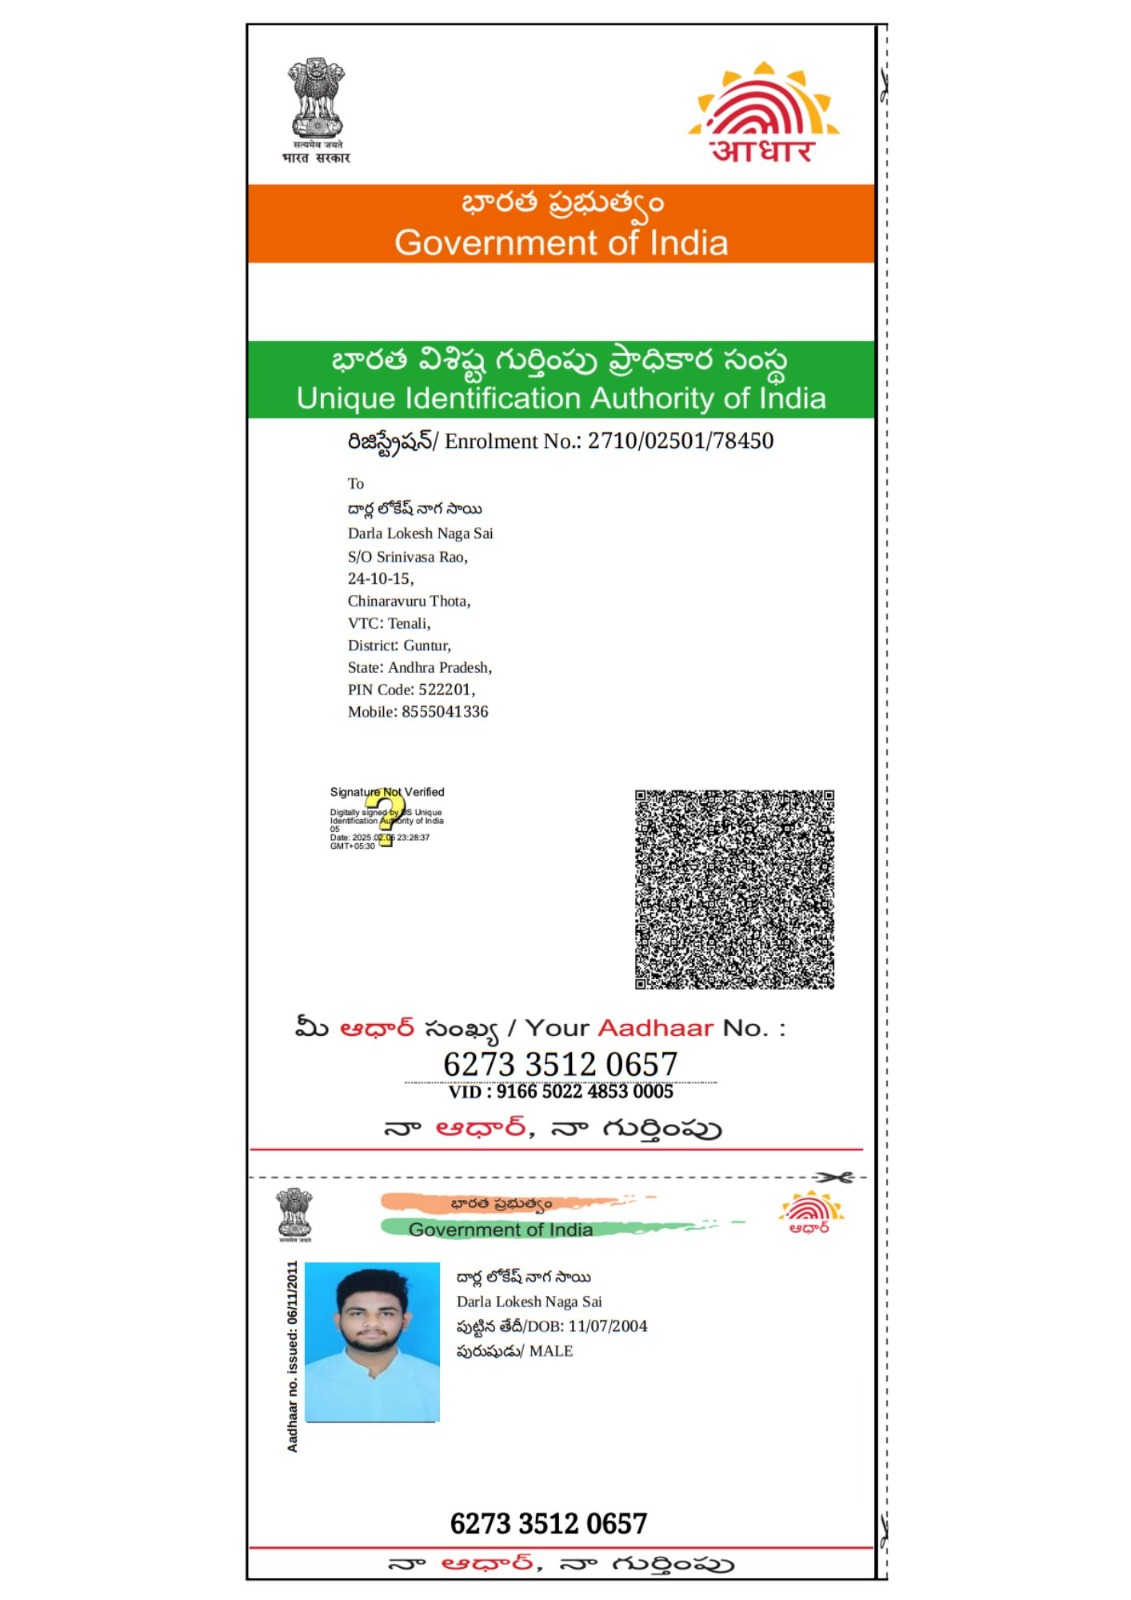 सत्यमेव जयते
भारत सरकार
आधार
భారత ప్రభుత్వం
Government of India
భారత విశిష్ట గుర్తింపు ప్రాధికార సంస్థ
Unique Identification Authority of India
రిజిస్ట్రేషన్/ Enrolment No.: 2710/02501/78450
To
దార్ల లోకేష్ నాగ సాయి
Darla Lokesh Naga Sai
S/O Srinivasa Rao,
24-10-15,
Chinaravuru Thota,
VTC: Tenali,
District: Guntur,
State: Andhra Pradesh,
PIN Code: 522201,
Mobile: 8555041336
Signature Not Verified
Digitally signed by DS Unique
Identification Authority of India
05
Date: 2025.02.06 23:28:37
GMT+05:30
మీ ఆధార్ సంఖ్య / Your Aadhaar No. :
6273 3512 0657
VID : 9166 5022 4853 0005
నా ఆధార్, నా గుర్తింపు
భారత ప్రభుత్వం
Government of India
सत्यमेव जयते
ఆధార్
Aadhaar no. issued: 06/11/2011
దార్ల లోకేష్ నాగ సాయి
Darla Lokesh Naga Sai
పుట్టిన తేదీ/DOB: 11/07/2004
పురుషుడు/ MALE
6273 3512 0657
నా ఆధార్, నా గుర్తింపు